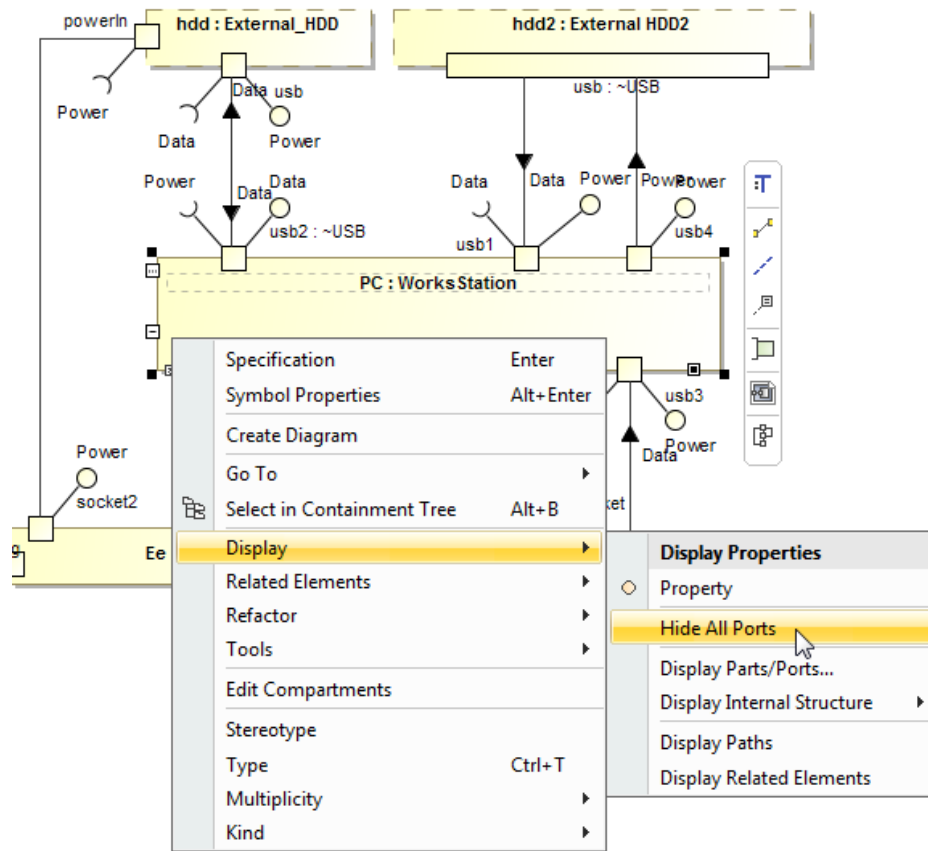 powerIn
hdd : External_HDD
hdd2 : External HDD2
Data
usb
usb : ~USB
Power
Data
Power
Power
Data
Data
Data
Data
Power
Power
Power
usb2 : ~USB
usb1
usb4
PC : WorksStation
Specification Enter
Symbol Properties Alt+Enter
usb3
Create Diagram
Data
Power
Power
Go To
socket2
Select in Containment Tree Alt+B
ket
Ee
Display
Display Properties
Related Elements
Property
Refactor
Hide All Ports
Tools
Display Parts/Ports...
Edit Compartments
Display Internal Structure
Stereotype
Display Paths
Type Ctrl+T
Display Related Elements
Multiplicity
Kind